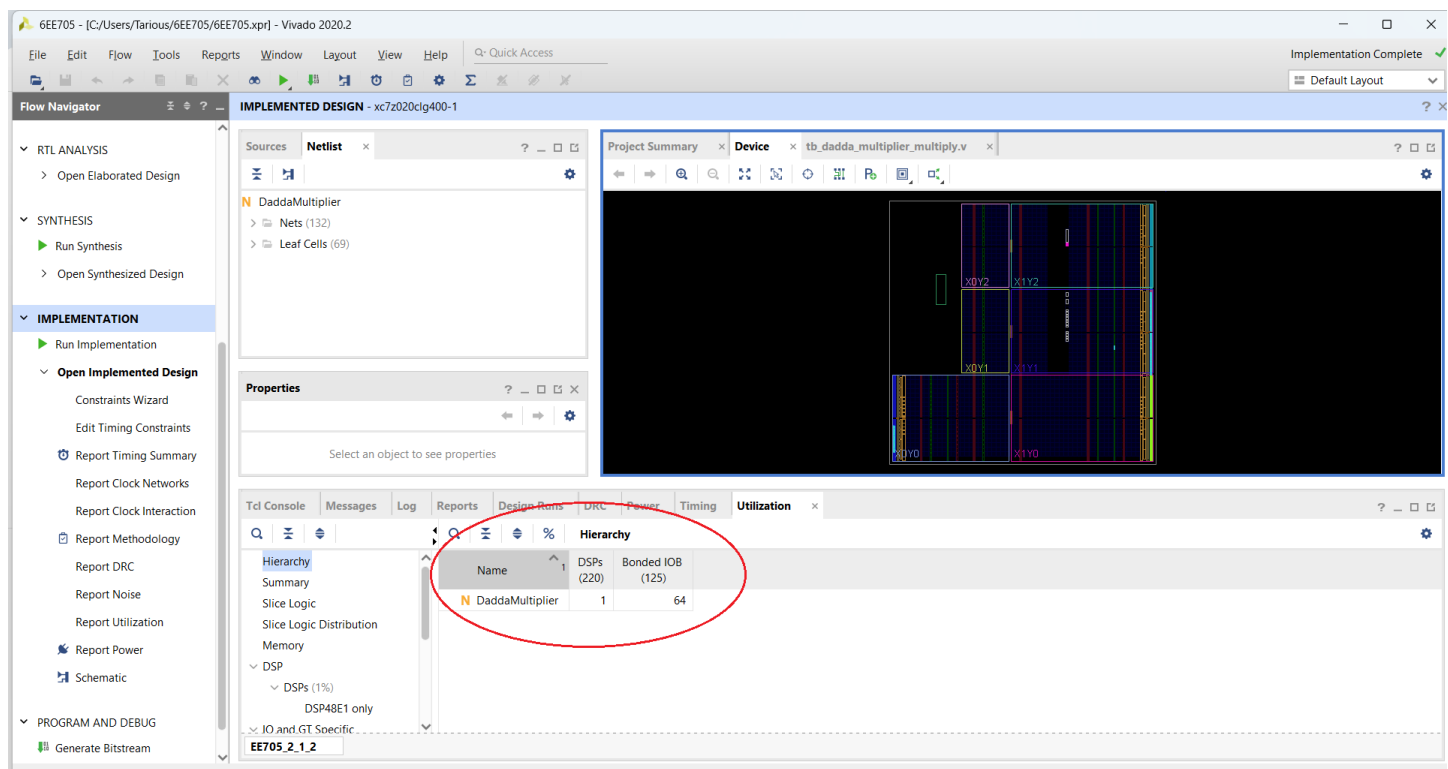 6EE705 - [C:/Users/Tarious/6EE705/6EE705.xpr] - Vivado 2020.2
File Edit Flow Tools Reports Window Layout View Help Quick Access
Implementation Complete
Default Layout
Flow Navigator
IMPLEMENTED DESIGN - xc7z020clg400-1
RTL ANALYSIS
Open Elaborated Design
SYNTHESIS
Run Synthesis
Open Synthesized Design
IMPLEMENTATION
Run Implementation
Open Implemented Design
Constraints Wizard
Edit Timing Constraints
Report Timing Summary
Report Clock Networks
Report Clock Interaction
Report Methodology
Report DRC
Report Noise
Report Utilization
Report Power
Schematic
PROGRAM AND DEBUG
Generate Bitstream
Sources Netlist
N DaddaMultiplier
Nets (132)
Leaf Cells (69)
Properties
Select an object to see properties
Project Summary Device tb_dadda_multiplier_multiply.v
X0Y2 X1Y2
X0Y1 X1Y1
X0Y0 X1Y0
Tcl Console Messages Log Reports Design Runs DRC Power Timing Utilization
Hierarchy
Summary
Slice Logic
Slice Logic Distribution
Memory
DSP
DSPs (1%)
DSP48E1 only
IO and GT Specific
EE705_2_1_2
Hierarchy
Name 1 DSPs (220) Bonded IOB (125)
N DaddaMultiplier 1 64